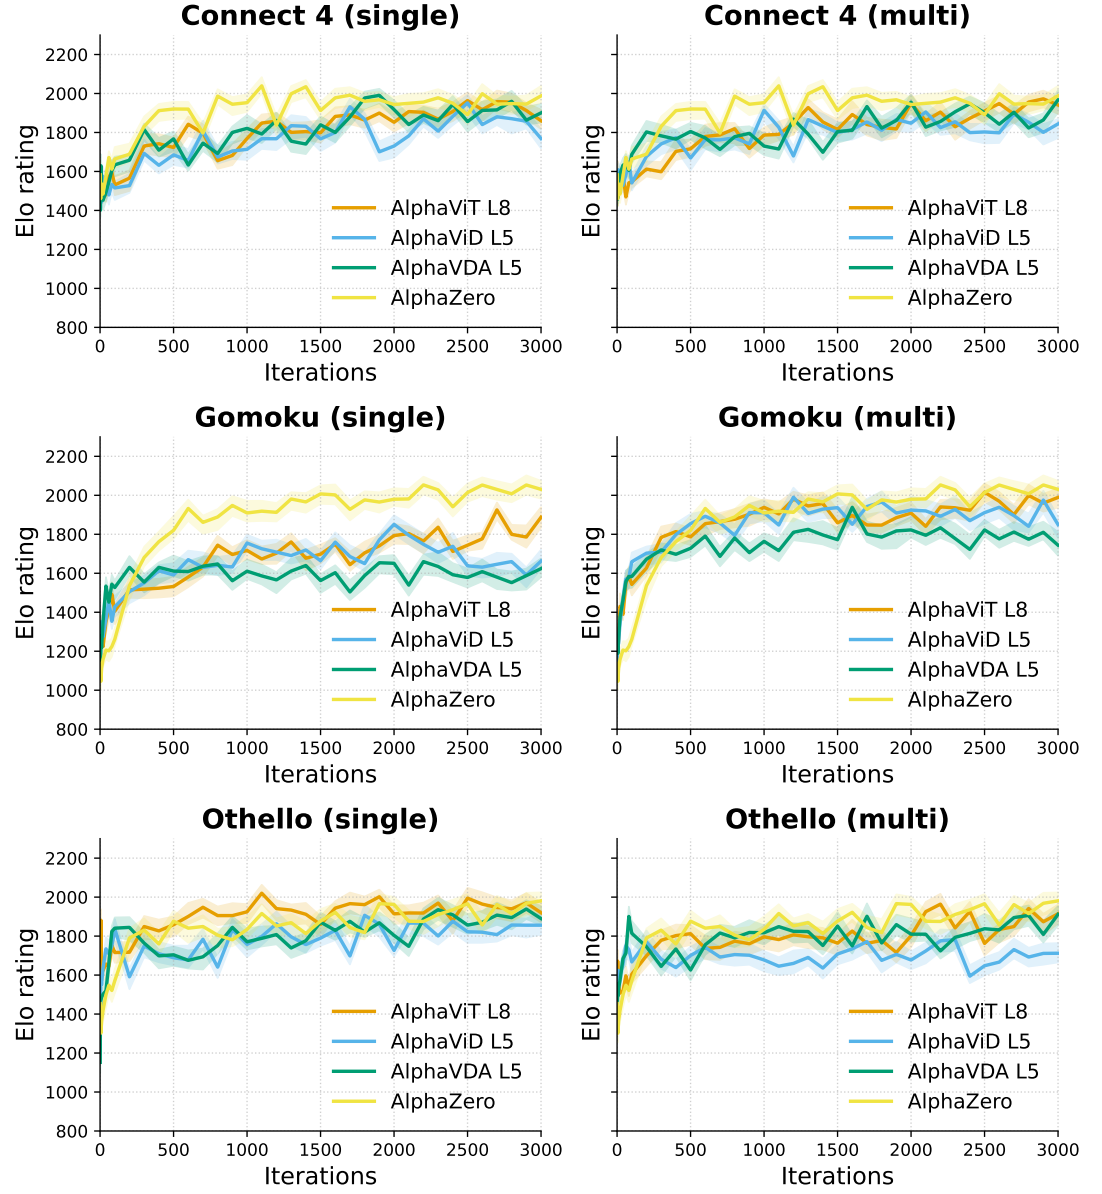 Connect 4 (single)
Connect 4 (multi)
2200
2000
1800
1600
1400
1200
1000
800
Elo rating
Elo rating
AlphaViT L8
AlphaViD L5
AlphaVDA L5
AlphaZero
AlphaViT L8
AlphaViD L5
AlphaVDA L5
AlphaZero
0 500 1000 1500 2000 2500 3000
0 500 1000 1500 2000 2500 3000
Iterations
Iterations
Gomoku (single)
Gomoku (multi)
2200
2000
1800
1600
1400
1200
1000
800
Elo rating
Elo rating
AlphaViT L8
AlphaViD L5
AlphaVDA L5
AlphaZero
AlphaViT L8
AlphaViD L5
AlphaVDA L5
AlphaZero
0 500 1000 1500 2000 2500 3000
0 500 1000 1500 2000 2500 3000
Iterations
Iterations
Othello (single)
Othello (multi)
2200
2000
1800
1600
1400
1200
1000
800
Elo rating
Elo rating
AlphaViT L8
AlphaViD L5
AlphaVDA L5
AlphaZero
AlphaViT L8
AlphaViD L5
AlphaVDA L5
AlphaZero
0 500 1000 1500 2000 2500 3000
0 500 1000 1500 2000 2500 3000
Iterations
Iterations